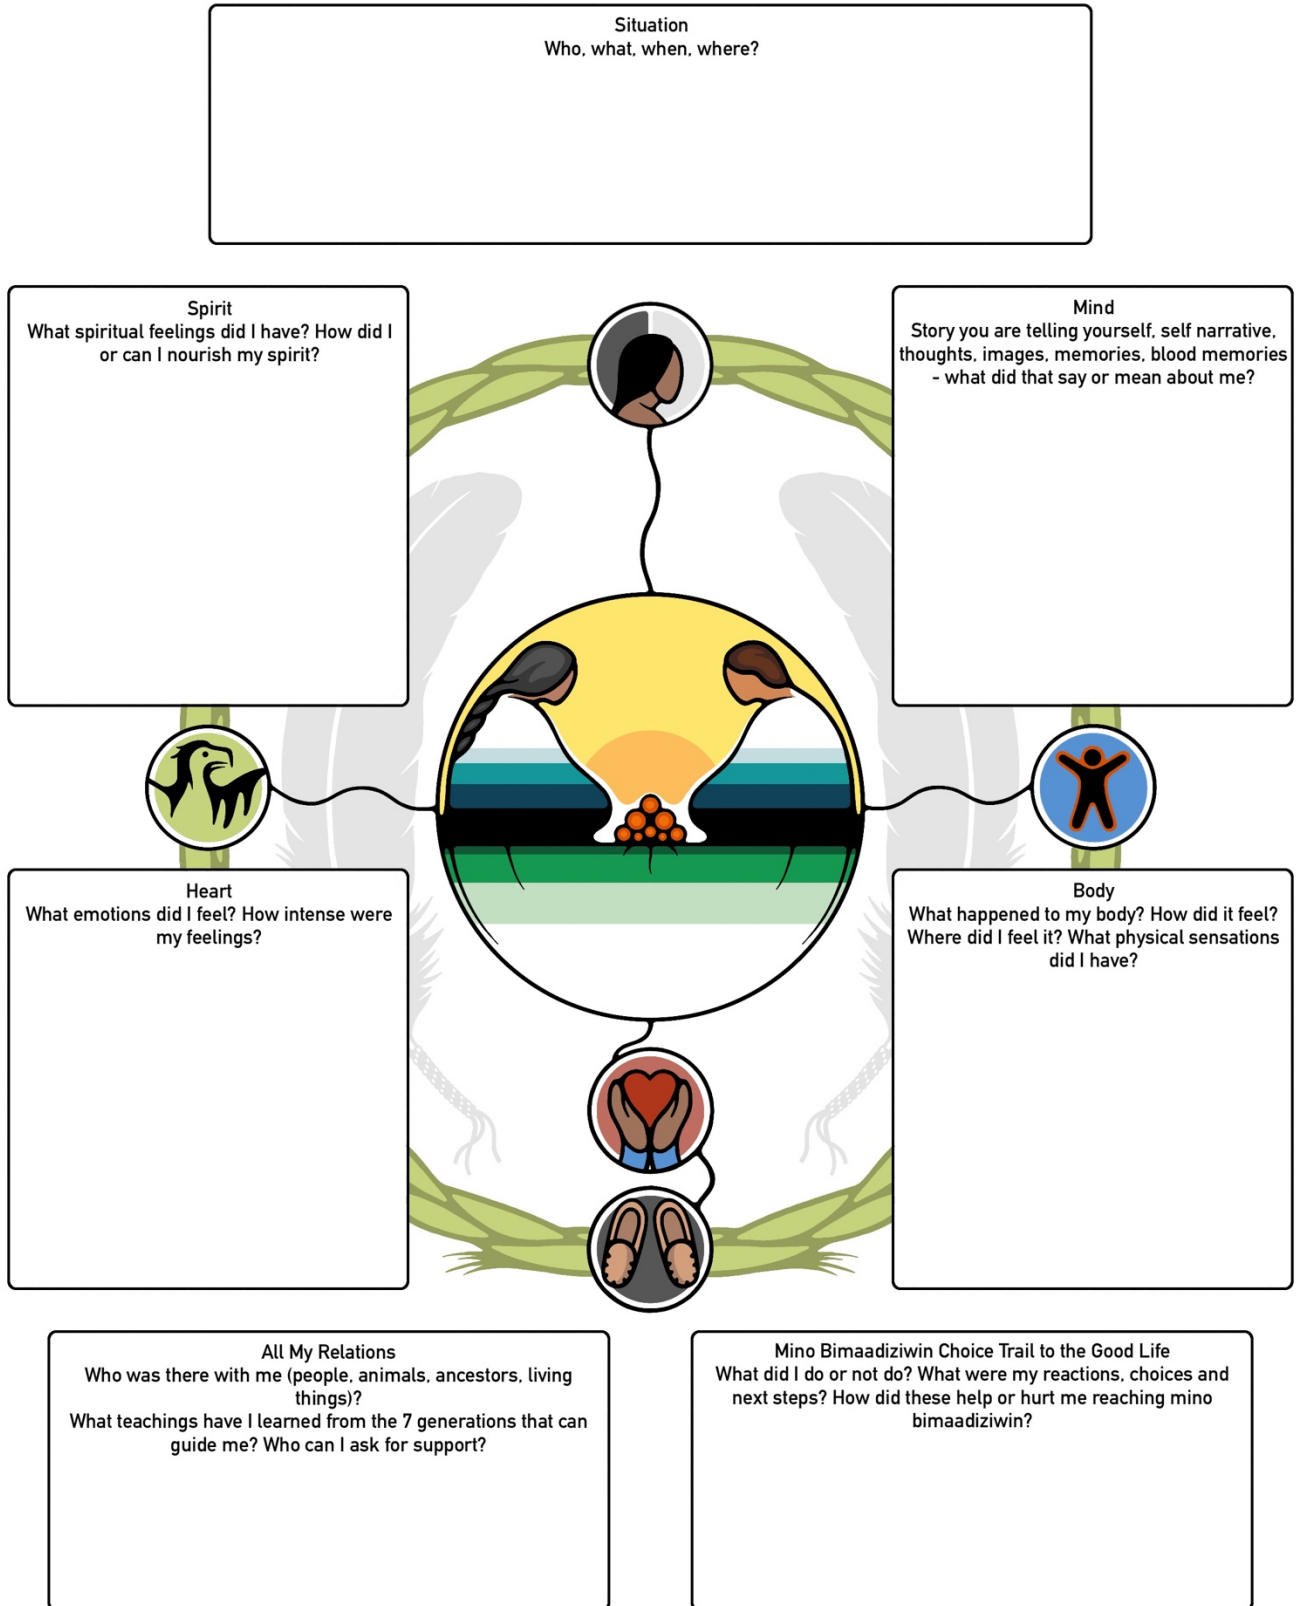 Situation
Who, what, when, where?
Spirit
What spiritual feelings did I have? How did I
or can I nourish my spirit?
Mind
Story you are telling yourself, self narrative,
thoughts, images, memories, blood memories
- what did that say or mean about me?
Heart
What emotions did I feel? How intense were
my feelings?
Body
What happened to my body? How did it feel?
Where did I feel it? What physical sensations
did I have?
All My Relations
Who was there with me (people, animals, ancestors, living
things)?
What teachings have I learned from the 7 generations that can
guide me? Who can I ask for support?
Mino Bimaadiziwin Choice Trail to the Good Life
What did I do or not do? What were my reactions, choices and
next steps? How did these help or hurt me reaching mino
bimaadiziwin?